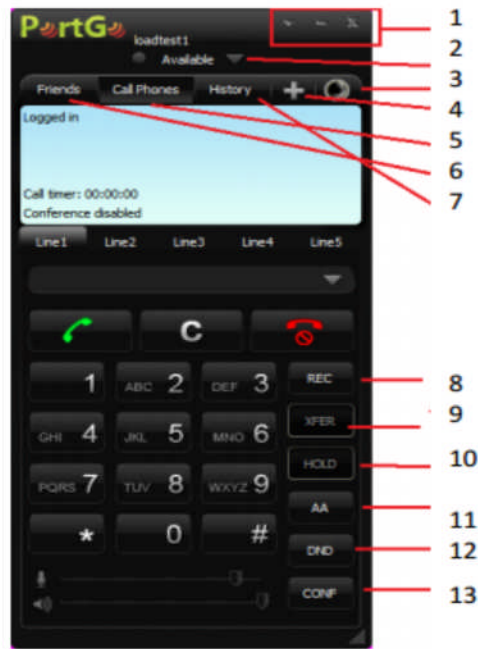 PortGo
loadtest1
Available
Friends Call Phones History
Logged in
Call timer: 00:00:00
Conference disabled
Line1 Line2 Line3 Line4 Line5
C
1 ABC 2 DEF 3 REC
GHI 4 JKL 5 MNO 6 XFER
HOLD
PQRS 7 TUV 8 WXYZ 9
AA
* 0 #
DND
CONF
1
2
3
4
5
6
7
8
9
10
11
12
13